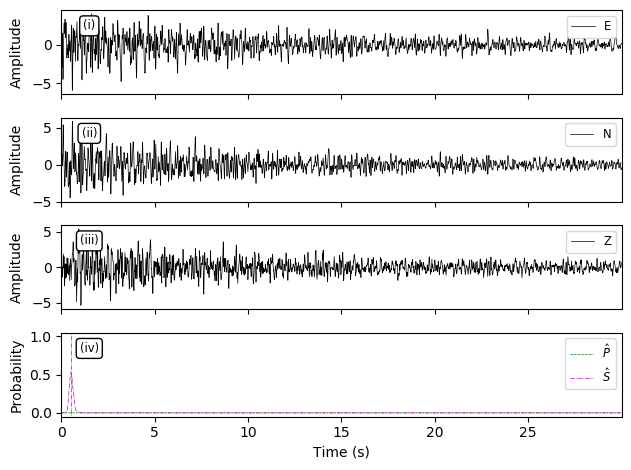 (i)
E
Amplitude
0
−5
(ii)
N
Amplitude
5
0
−5
(iii)
Z
Amplitude
5
0
−5
(iv)
P̂
Ŝ
Probability
1.0
0.5
0.0
0 5 10 15 20 25
Time (s)